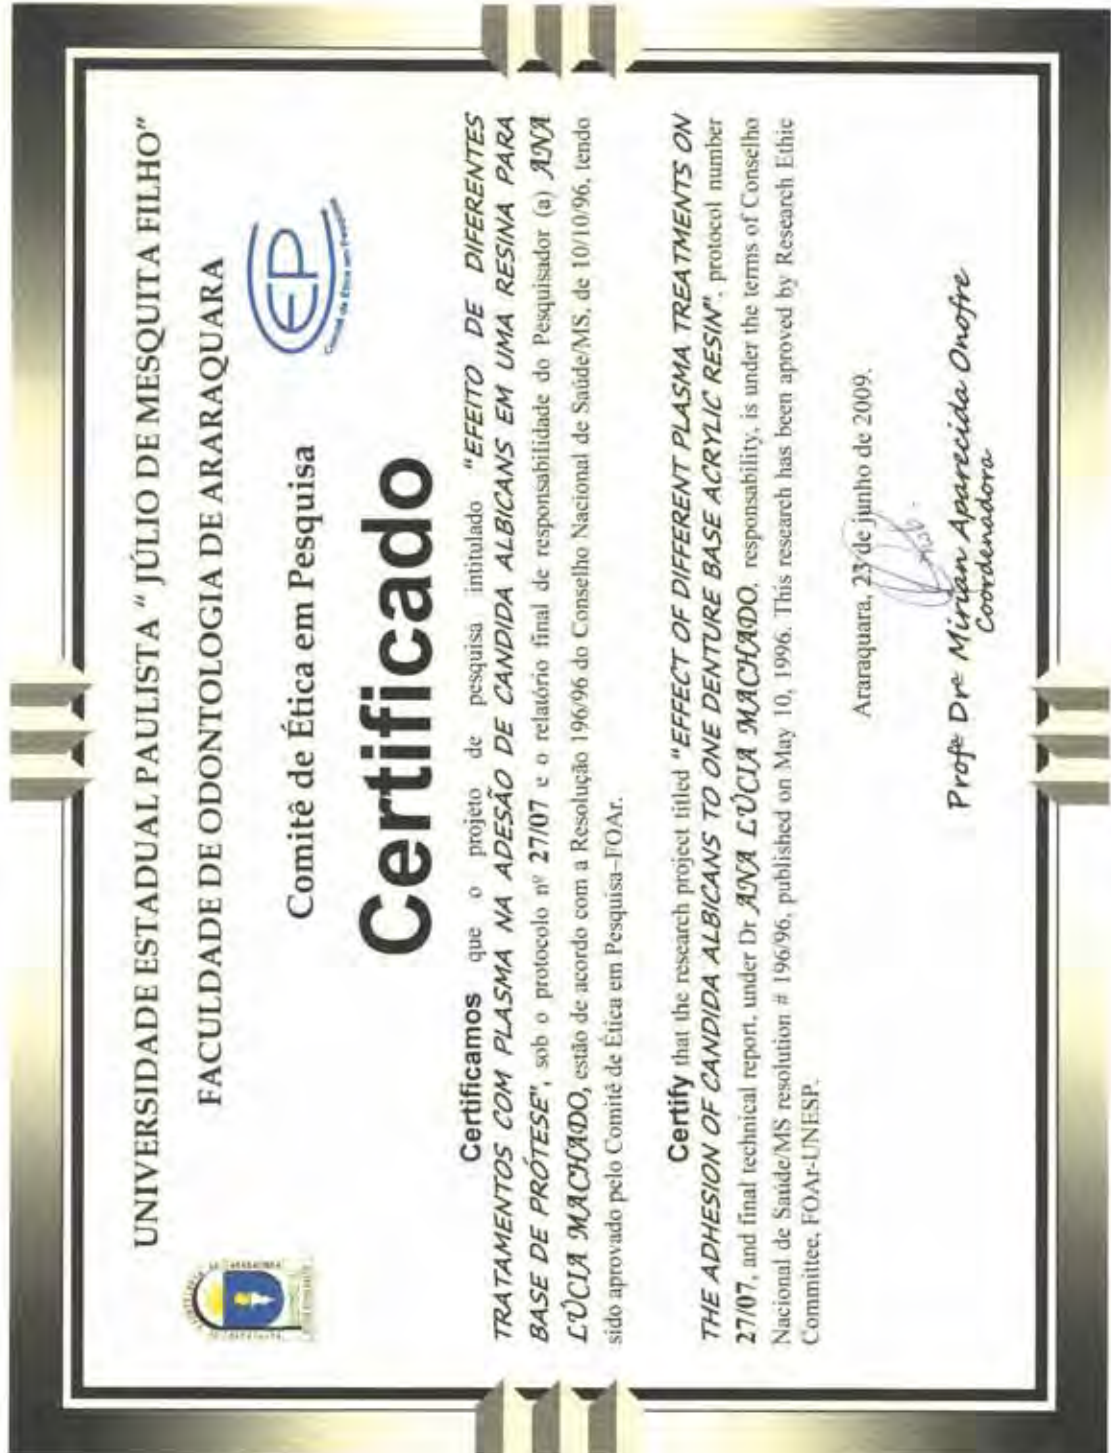 UNIVERSIDADE ESTADUAL PAULISTA " JÚLIO DE MESQUITA FILHO"
FACULDADE DE ODONTOLOGIA DE ARARAQUARA
CEP
Comitê de Ética em Pesquisa
Comitê de Ética em Pesquisa
Certificado
Certificamos que o projeto de pesquisa intitulado "EFEITO DE DIFERENTES
TRATAMENTOS COM PLASMA NA ADESÃO DE CANDIDA ALBICANS EM UMA RESINA PARA
BASE DE PRÓTESE", sob o protocolo nº 27/07 e o relatório final de responsabilidade do Pesquisador (a) ANA
LÚCIA MACHADO, estão de acordo com a Resolução 196/96 do Conselho Nacional de Saúde/MS, de 10/10/96, tendo
sido aprovado pelo Comitê de Ética em Pesquisa-FOAr.
Certify that the research project titled "EFFECT OF DIFFERENT PLASMA TREATMENTS ON
THE ADHESION OF CANDIDA ALBICANS TO ONE DENTURE BASE ACRYLIC RESIN", protocol number
27/07, and final technical report, under Dr ANA LÚCIA MACHADO, responsability, is under the terms of Conselho
Nacional de Saúde/MS resolution # 196/96, published on May 10, 1996. This research has been aproved by Research Ethic
Committee, FOAr-UNESP.
Araraquara, 23 de junho de 2009.
Profª Drª Mirian Aparecida Onofre
Coordenadora